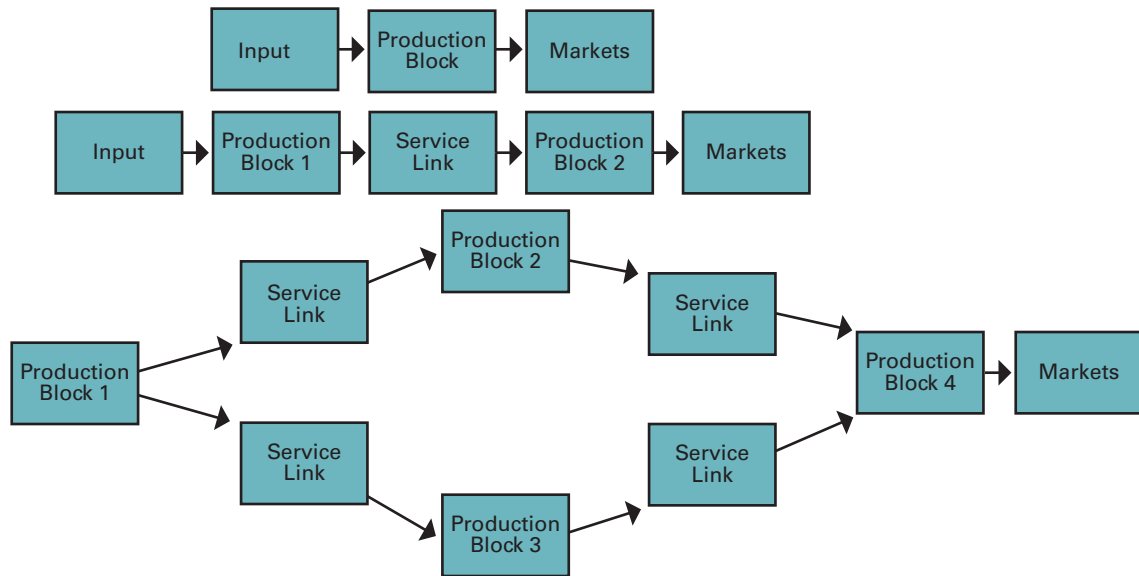 Input
Production
Block
Markets
Input
Production
Block 1
Service
Link
Production
Block 2
Markets
Production
Block 1
Service
Link
Service
Link
Production
Block 2
Production
Block 3
Service
Link
Service
Link
Production
Block 4
Markets